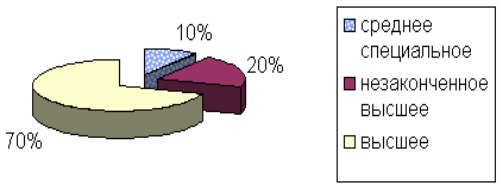 10%
20%
70%
среднее
специальное
незаконченное
высшее
высшее